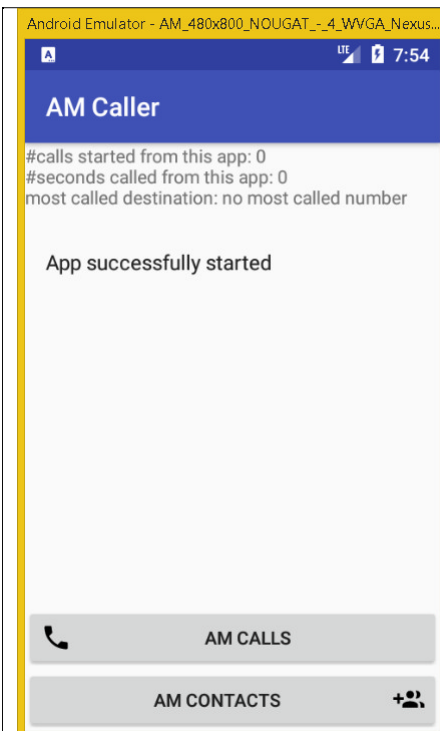 Android Emulator - AM_480x800_NOUGAT_-_4_WVGA_Nexus...
A
LTE 7:54
AM Caller
#calls started from this app: 0
#seconds called from this app: 0
most called destination: no most called number
App successfully started
AM CALLS
AM CONTACTS